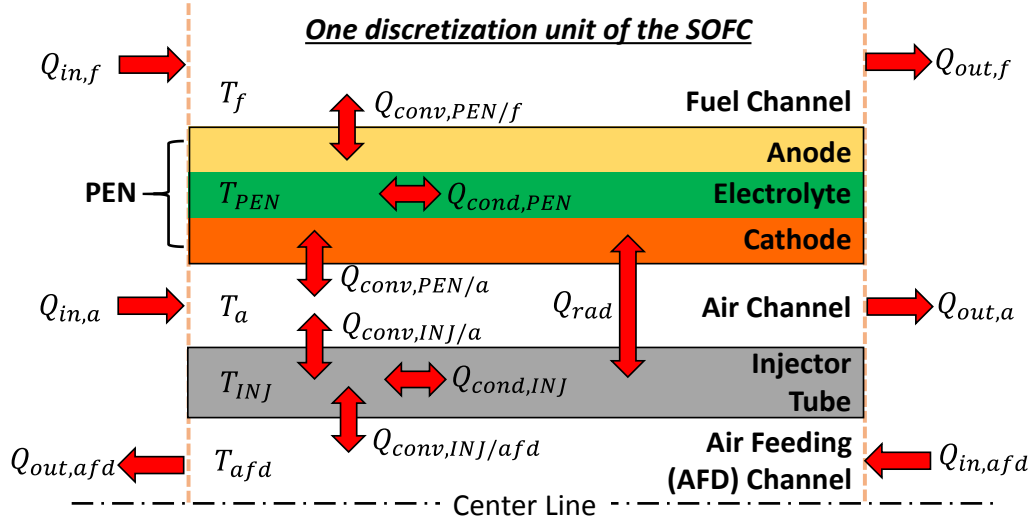 One discretization unit of the SOFC
Q_{in,f}
Q_{out,f}
T_f
Q_{conv,PEN/f}
Fuel Channel
Anode
PEN
T_{PEN}
Q_{cond,PEN}
Electrolyte
Cathode
Q_{conv,PEN/a}
Q_{in,a}
T_a
Q_{rad}
Air Channel
Q_{out,a}
Q_{conv,INJ/a}
Injector
T_{INJ}
Q_{cond,INJ}
Tube
Q_{conv,INJ/afd}
Air Feeding
Q_{out,afd}
T_{afd}
(AFD) Channel
Q_{in,afd}
Center Line